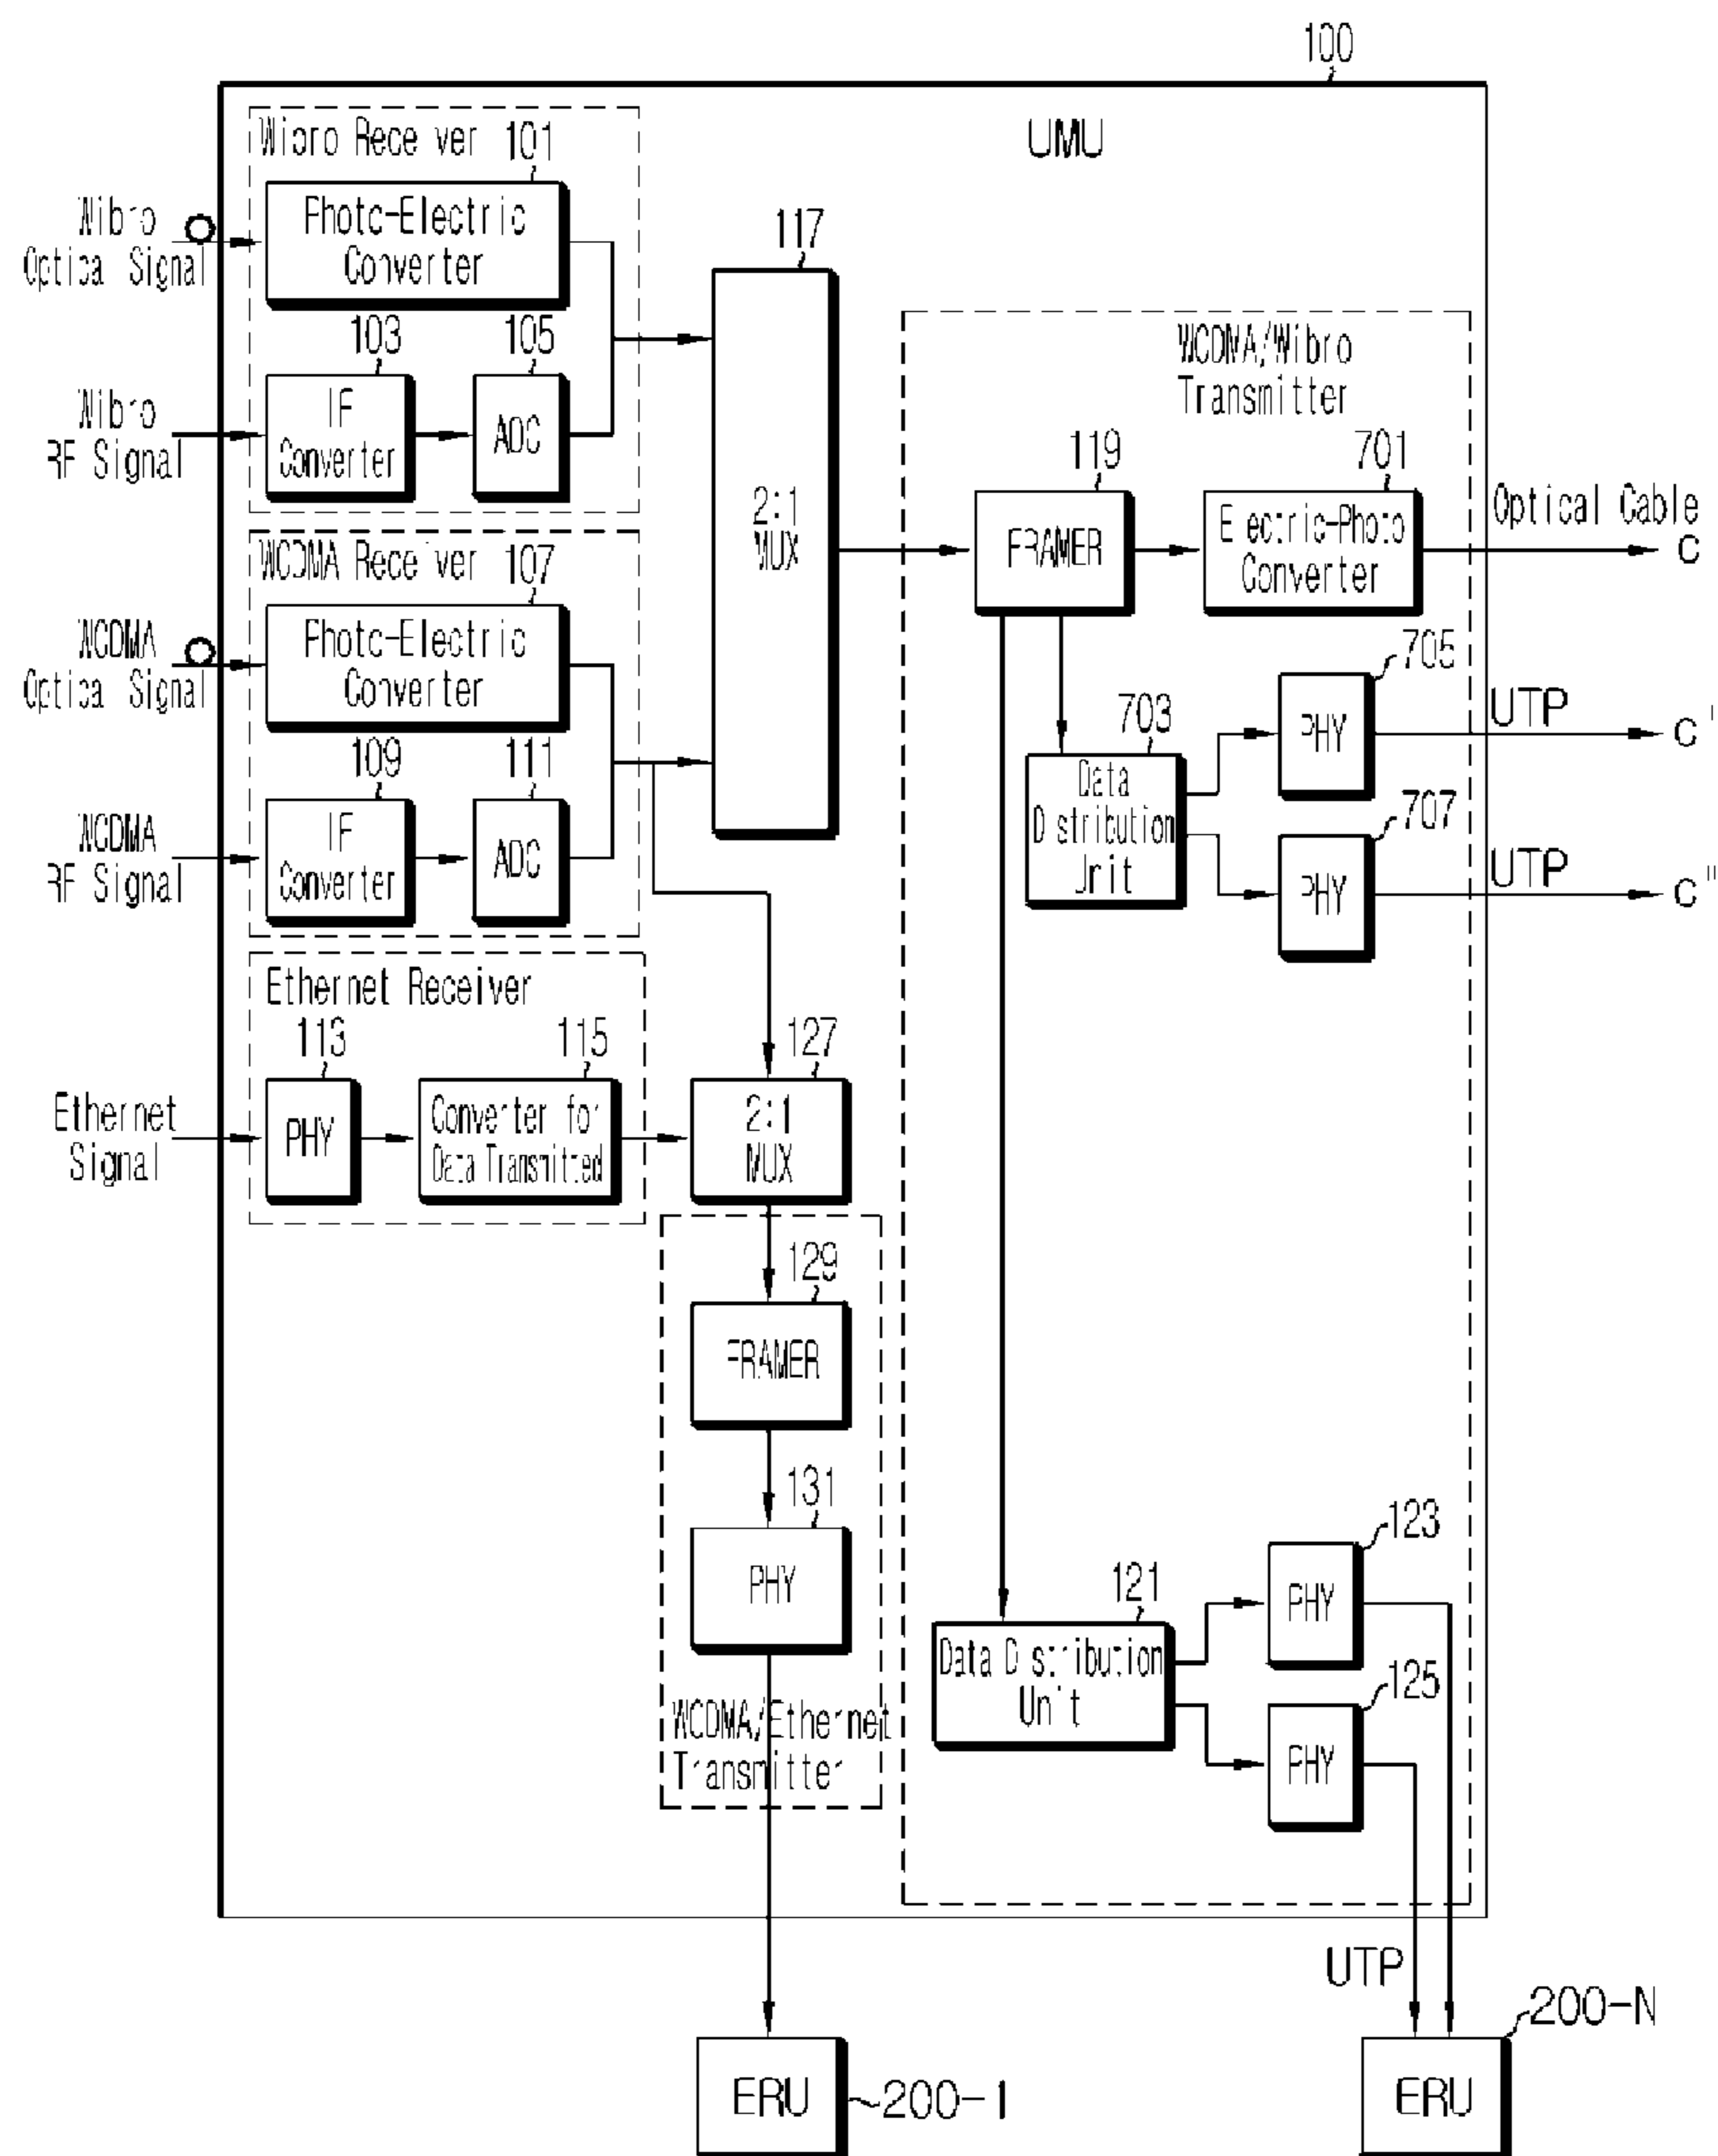 100
UMU
Wibro Receiver 101
Photo-Electric
Converter
Wibro
Optical Signal
117
103
105
WCDMA/Wibro
Transmitter
Wibro
RF Signal
IF
Converter
ADC
119
701
2:1
MUX
FRAMER
Electric-Photo
Converter
Optical Cable
C
WCDMA Receiver 107
Photo-Electric
Converter
WCDMA
Optical Signal
705
PHY
UTP
C'
703
Data
Distribution
Unit
109
111
707
PHY
UTP
C"
WCDMA
RF Signal
IF
Converter
ADC
Ethernet Receiver
113
115
127
Ethernet
Signal
PHY
Converter for
Data Transmitted
2:1
MUX
129
FRAMER
131
PHY
WCDMA/Ethernet
Transmitter
121
Data Distribution
Unit
123
PHY
125
PHY
UTP
ERU
200-1
200-N
ERU